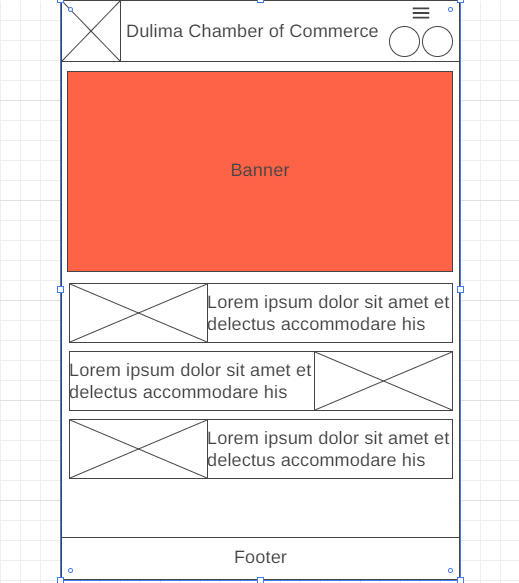 Dulima Chamber of Commerce
Banner
Lorem ipsum dolor sit amet et
delectus accommodare his
Lorem ipsum dolor sit amet et
delectus accommodare his
Lorem ipsum dolor sit amet et
delectus accommodare his
Footer